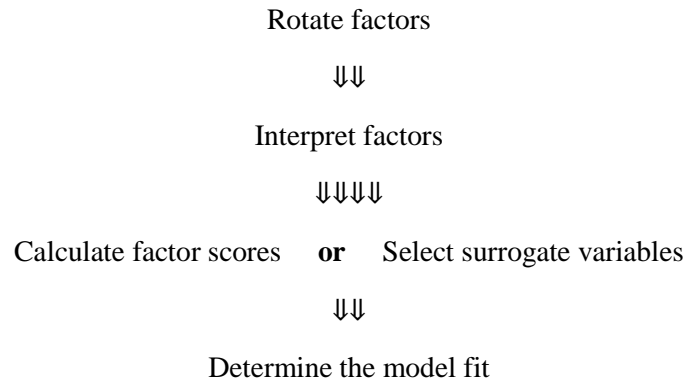 Rotate factors
⇓⇓
Interpret factors
⇓⇓⇓⇓
Calculate factor scores or Select surrogate variables
⇓⇓
Determine the model fit